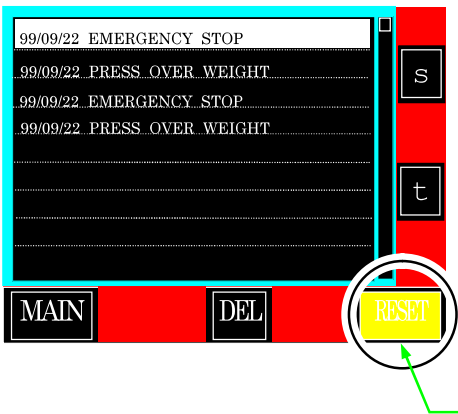 99/09/22 EMERGENCY STOP
99/09/22 PRESS OVER WEIGHT
99/09/22 EMERGENCY STOP
99/09/22 PRESS OVER WEIGHT
s
t
MAIN DEL RESET